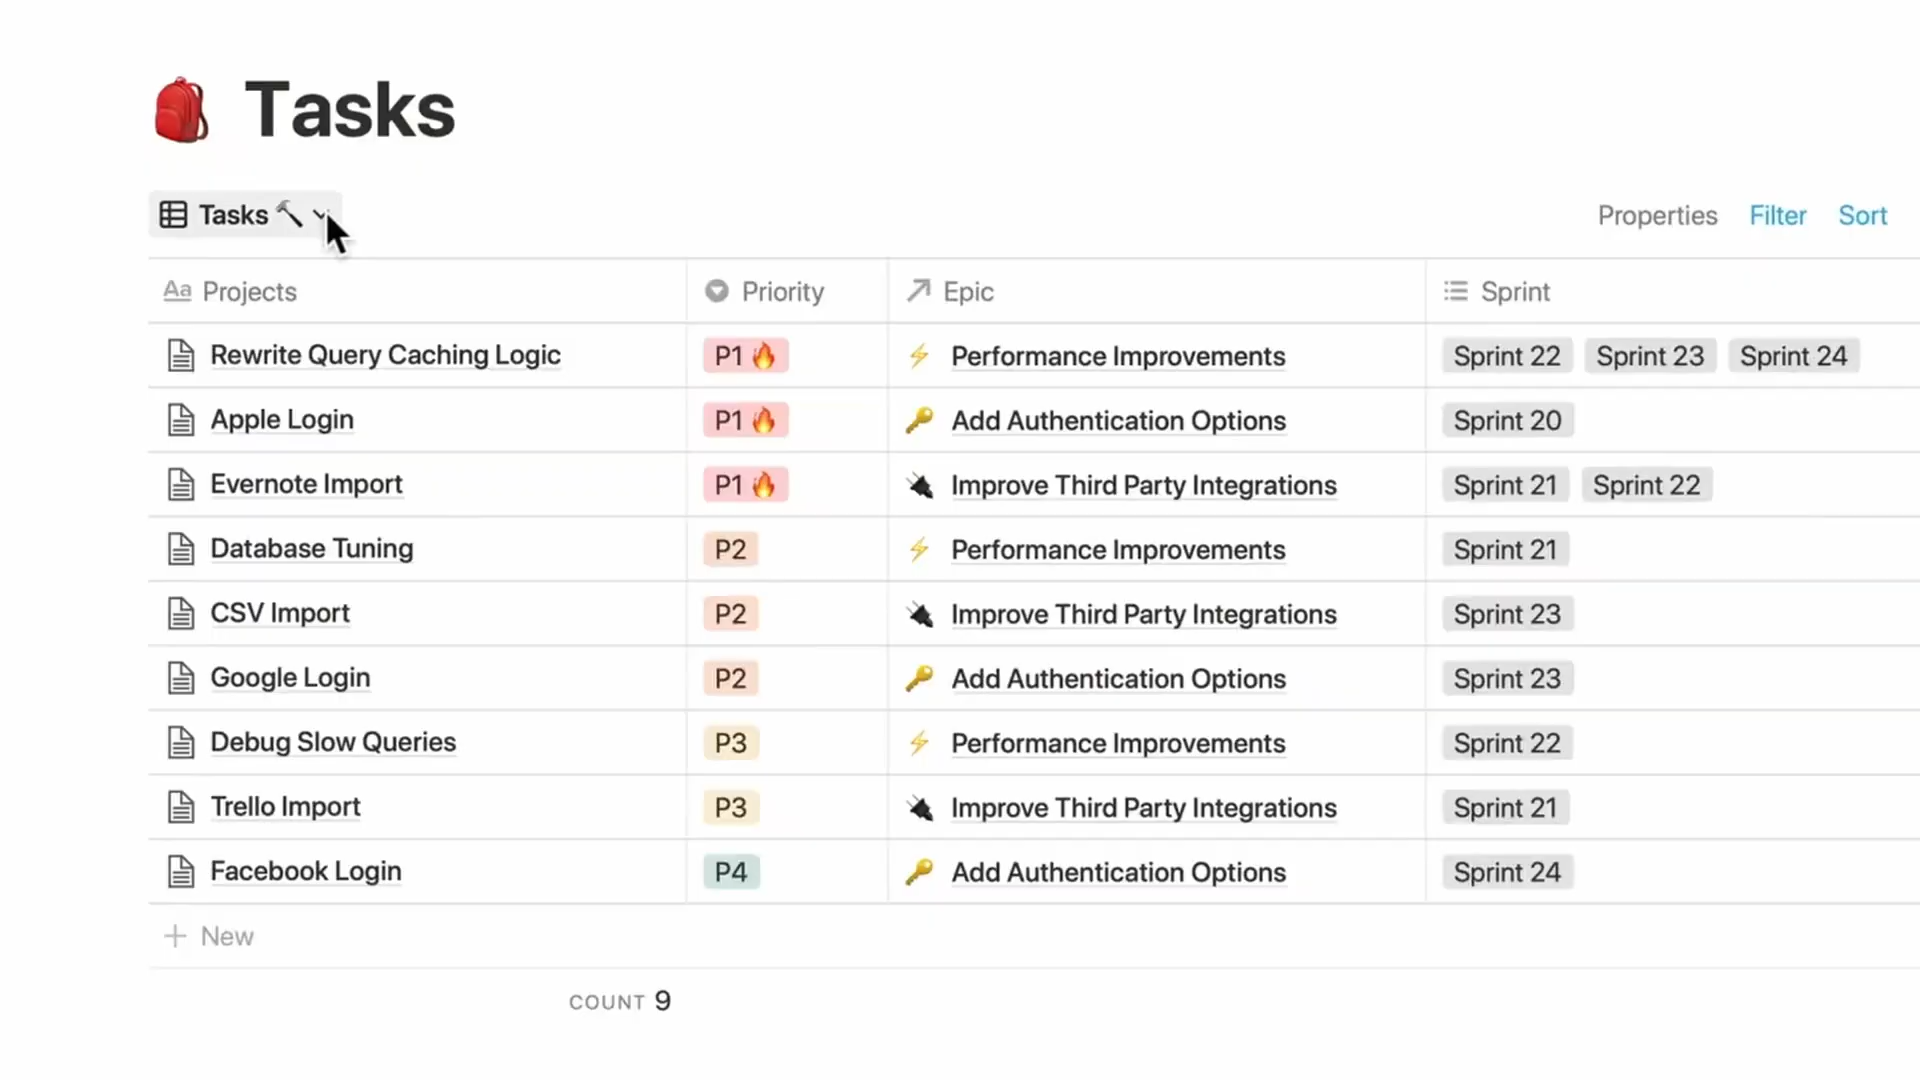 Tasks
Tasks
Properties Filter Sort
Aa Projects Priority Epic Sprint
Rewrite Query Caching Logic P1 Performance Improvements Sprint 22 Sprint 23 Sprint 24
Apple Login P1 Add Authentication Options Sprint 20
Evernote Import P1 Improve Third Party Integrations Sprint 21 Sprint 22
Database Tuning P2 Performance Improvements Sprint 21
CSV Import P2 Improve Third Party Integrations Sprint 23
Google Login P2 Add Authentication Options Sprint 23
Debug Slow Queries P3 Performance Improvements Sprint 22
Trello Import P3 Improve Third Party Integrations Sprint 21
Facebook Login P4 Add Authentication Options Sprint 24
+ New
COUNT 9